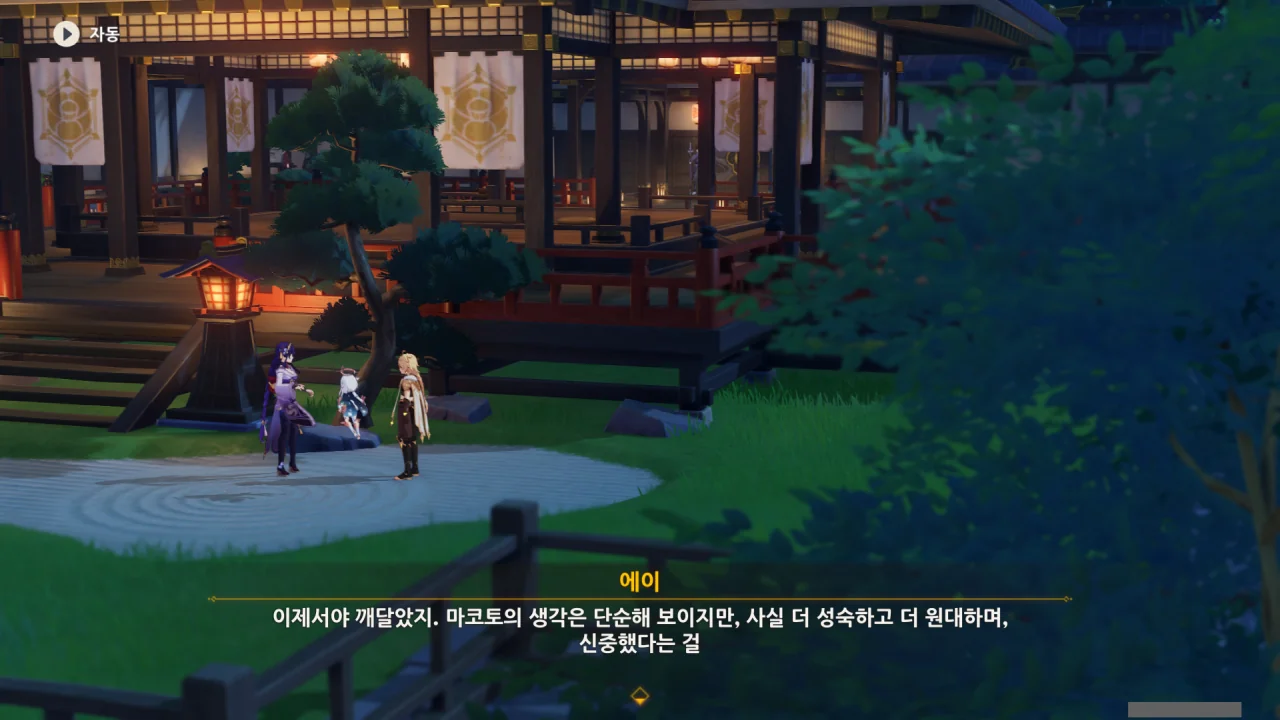 자동
에이
이제서야 깨달았지. 마코토의 생각은 단순해 보이지만, 사실 더 성숙하고 더 원대하며,
신중했다는 걸